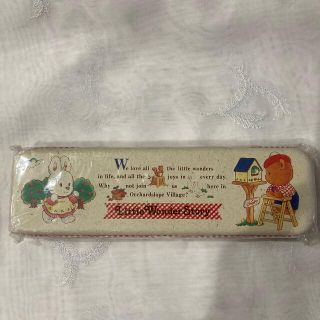 We love all the little wonders
in life, and all the joys in every day.
Why not join us here in
Orchardslope Village?
Little Wonder Story